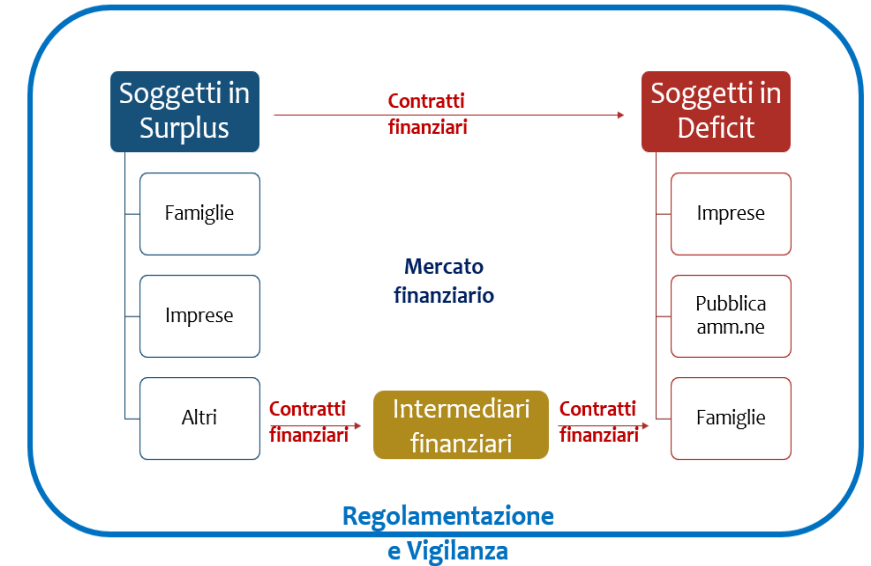 Soggetti in
Surplus
Contratti
finanziari
Soggetti in
Deficit
Famiglie
Imprese
Mercato
finanziario
Imprese
Pubblica
amm.ne
Altri
Contratti
finanziari
Intermediari
finanziari
Contratti
finanziari
Famiglie
Regolamentazione
e Vigilanza